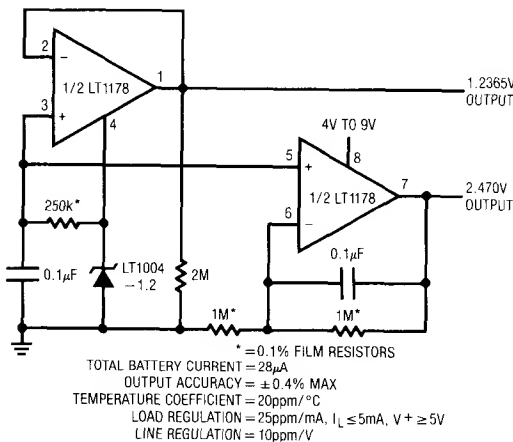 2
−
1/2 LT1178
1
3
+
4
1.2365V
OUTPUT
4V TO 9V
8
5
+
1/2 LT1178
7
6
−
2.470V
OUTPUT
250k*
0.1µF
LT1004
−1.2
2M
0.1µF
1M*
1M*
* = 0.1% FILM RESISTORS
TOTAL BATTERY CURRENT = 28µA
OUTPUT ACCURACY = ±0.4% MAX
TEMPERATURE COEFFICIENT = 20ppm/°C
LOAD REGULATION = 25ppm/mA, IL ≤ 5mA, V + ≥ 5V
LINE REGULATION = 10ppm/V